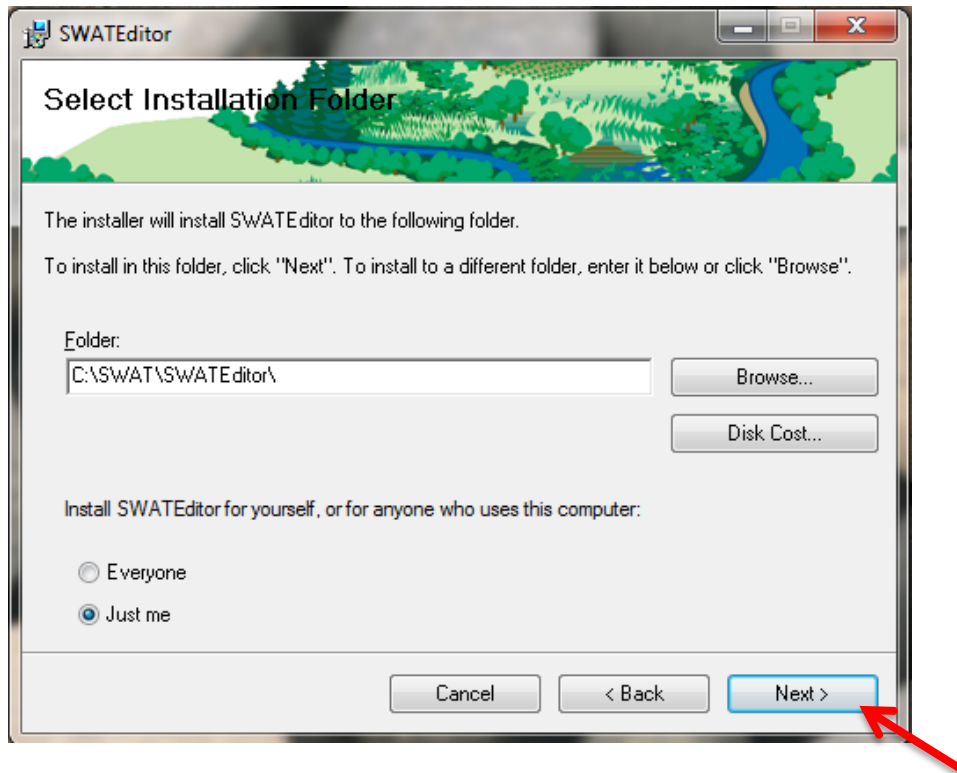 SWATEditor
Select Installation Folder
The installer will install SWATEditor to the following folder.
To install in this folder, click "Next". To install to a different folder, enter it below or click "Browse".
Folder:
C:\SWAT\SWATEditor\
Browse...
Disk Cost...
Install SWATEditor for yourself, or for anyone who uses this computer:
Everyone
Just me
Cancel
< Back
Next >